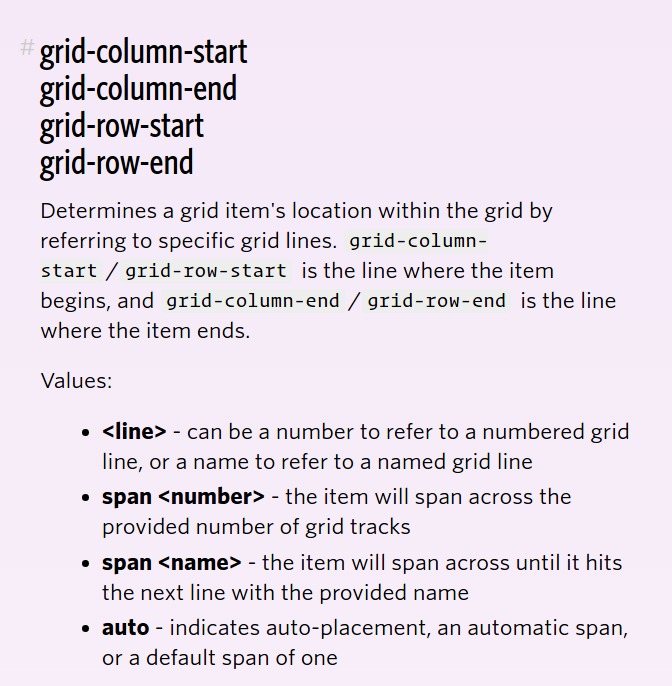 # grid-column-start
grid-column-end
grid-row-start
grid-row-end
Determines a grid item's location within the grid by
referring to specific grid lines. grid-column-
start / grid-row-start is the line where the item
begins, and grid-column-end / grid-row-end is the line
where the item ends.
Values:
• <line> - can be a number to refer to a numbered grid
line, or a name to refer to a named grid line
• span <number> - the item will span across the
provided number of grid tracks
• span <name> - the item will span across until it hits
the next line with the provided name
• auto - indicates auto-placement, an automatic span,
or a default span of one